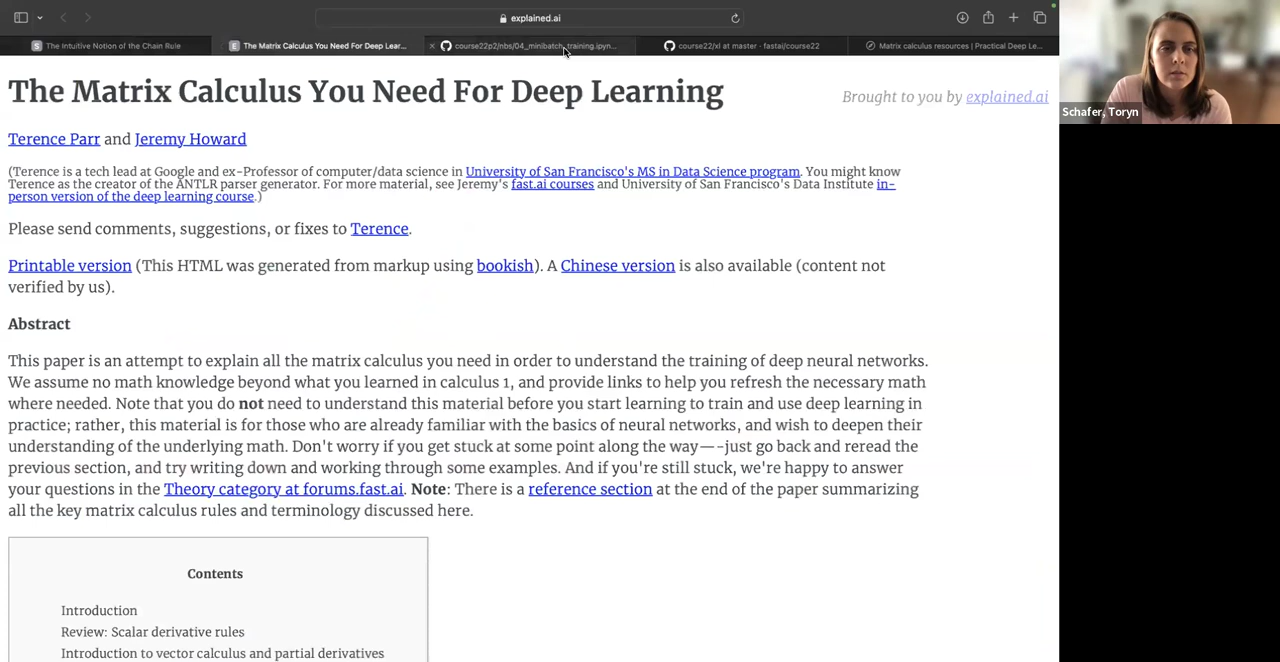 explained.ai
The Intuitive Notion of the Chain Rule
The Matrix Calculus You Need For Deep Lear...
course22p2/nbs/04_minibatch_training.ipyn...
course22/xl at master · fastai/course22
Matrix calculus resources | Practical Deep Le...
The Matrix Calculus You Need For Deep Learning
Brought to you by explained.ai
Schafer, Toryn
Terence Parr and Jeremy Howard
(Terence is a tech lead at Google and ex-Professor of computer/data science in University of San Francisco's MS in Data Science program. You might know
Terence as the creator of the ANTLR parser generator. For more material, see Jeremy's fast.ai courses and University of San Francisco's Data Institute in-
person version of the deep learning course.)
Please send comments, suggestions, or fixes to Terence.
Printable version (This HTML was generated from markup using bookish). A Chinese version is also available (content not
verified by us).
Abstract
This paper is an attempt to explain all the matrix calculus you need in order to understand the training of deep neural networks.
We assume no math knowledge beyond what you learned in calculus 1, and provide links to help you refresh the necessary math
where needed. Note that you do not need to understand this material before you start learning to train and use deep learning in
practice; rather, this material is for those who are already familiar with the basics of neural networks, and wish to deepen their
understanding of the underlying math. Don't worry if you get stuck at some point along the way—-just go back and reread the
previous section, and try writing down and working through some examples. And if you're still stuck, we're happy to answer
your questions in the Theory category at forums.fast.ai. Note: There is a reference section at the end of the paper summarizing
all the key matrix calculus rules and terminology discussed here.
Contents
Introduction
Review: Scalar derivative rules
Introduction to vector calculus and partial derivatives